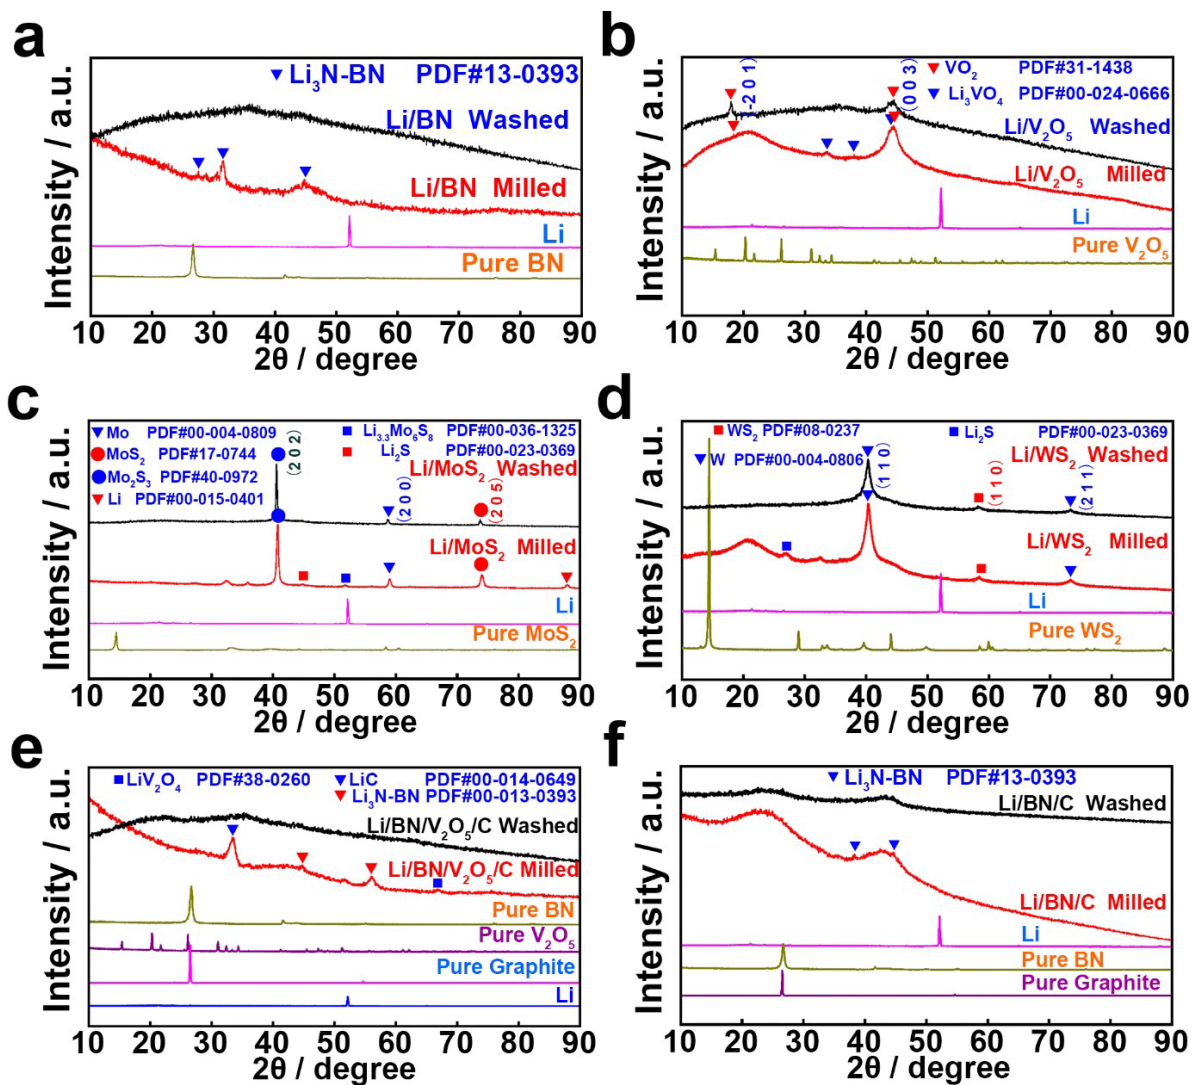 a
Intensity / a.u.
▼ Li₃N-BN PDF#13-0393
Li/BN Washed
Li/BN Milled
Li
Pure BN
10 20 30 40 50 60 70 80 90
2θ / degree
b
Intensity / a.u.
▼ VO₂ PDF#31-1438
▼ Li₃VO₄ PDF#00-024-0666
(-2 0 1)
(0 0 3)
Li/V₂O₅ Washed
Li/V₂O₅ Milled
Li
Pure V₂O₅
10 20 30 40 50 60 70 80 90
2θ / degree
c
Intensity / a.u.
▼ Mo PDF#00-004-0809
● MoS₂ PDF#17-0744
● Mo₂S₃ PDF#40-0972
▼ Li PDF#00-015-0401
■ Li₃.₃Mo₆S₈ PDF#00-036-1325
■ Li₂S PDF#00-023-0369
(2 0 2)
(2 0 0)
(2 0 5)
Li/MoS₂ Washed
Li/MoS₂ Milled
Li
Pure MoS₂
10 20 30 40 50 60 70 80 90
2θ / degree
d
Intensity / a.u.
■ WS₂ PDF#08-0237
■ Li₂S PDF#00-023-0369
▼ W PDF#00-004-0806
(1 1 0)
(1 1 0)
(2 1 1)
Li/WS₂ Washed
Li/WS₂ Milled
Li
Pure WS₂
10 20 30 40 50 60 70 80 90
2θ / degree
e
Intensity / a.u.
■ LiV₂O₄ PDF#38-0260
▼ LiC PDF#00-014-0649
▼ Li₃N-BN PDF#00-013-0393
Li/BN/V₂O₅/C Washed
Li/BN/V₂O₅/C Milled
Pure BN
Pure V₂O₅
Pure Graphite
Li
10 20 30 40 50 60 70 80 90
2θ / degree
f
Intensity / a.u.
▼ Li₃N-BN PDF#13-0393
Li/BN/C Washed
Li/BN/C Milled
Li
Pure BN
Pure Graphite
10 20 30 40 50 60 70 80 90
2θ / degree